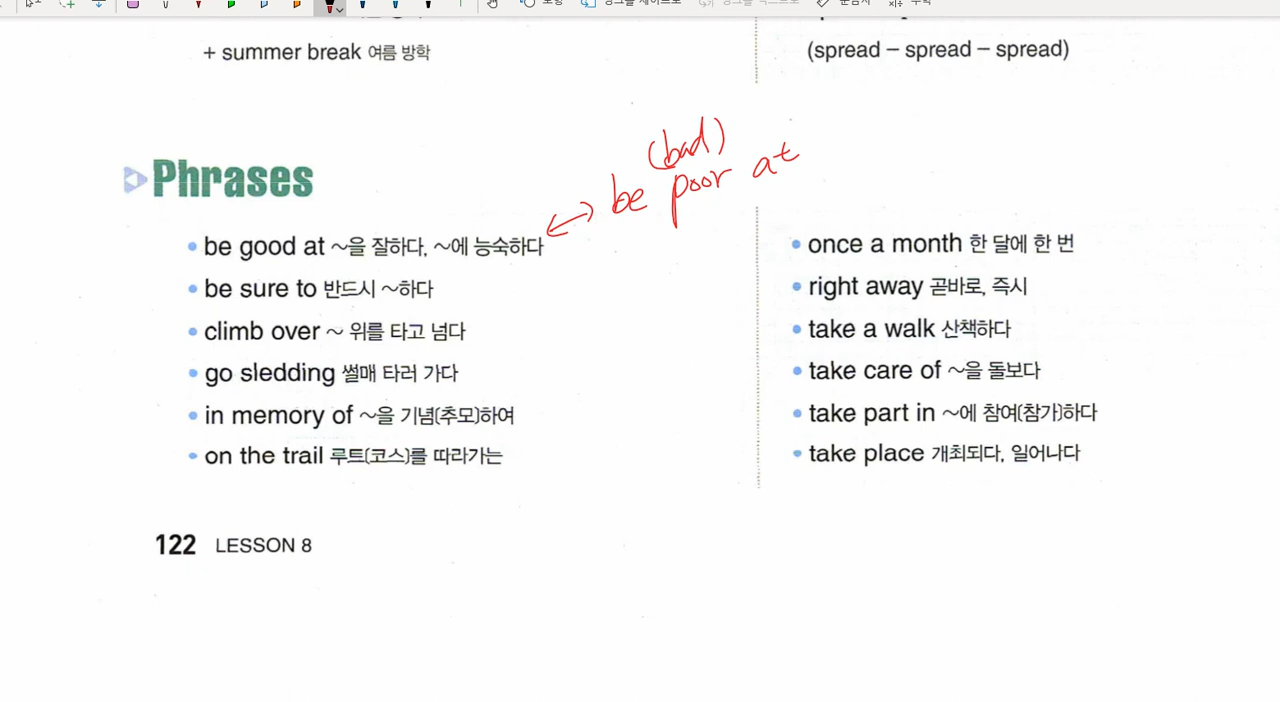 + summer break 여름 방학
(spread – spread – spread)
(bad)
be poor at
Phrases
be good at ~을 잘하다, ~에 능숙하다
be sure to 반드시 ~하다
climb over ~ 위를 타고 넘다
go sledding 썰매 타러 가다
in memory of ~을 기념(추모)하여
on the trail 루트(코스)를 따라가는
once a month 한 달에 한 번
right away 곧바로, 즉시
take a walk 산책하다
take care of ~을 돌보다
take part in ~에 참여(참가)하다
take place 개최되다, 일어나다
122 LESSON 8